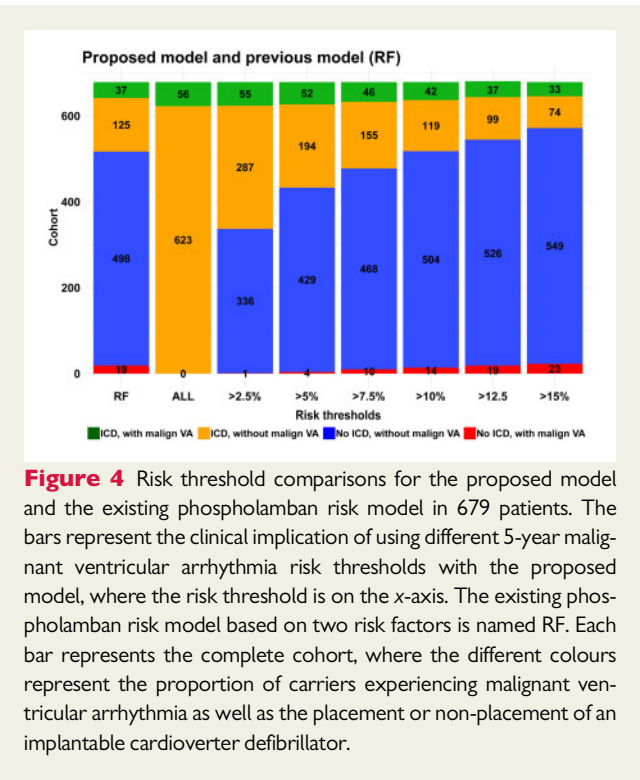 Proposed model and previous model (RF)
37 56 55 52 46 42 37 33
600
125 99 74
119
155
194
287
400
Cohort
623
498 549
526
504
468
429
200
336
19 0 1 4 10 14 19 23
0
RF ALL >2.5% >5% >7.5% >10% >12.5 >15%
Risk thresholds
ICD, with malign VA ICD, without malign VA No ICD, without malign VA No ICD, with malign VA
Figure 4 Risk threshold comparisons for the proposed model
and the existing phospholamban risk model in 679 patients. The
bars represent the clinical implication of using different 5-year malig-
nant ventricular arrhythmia risk thresholds with the proposed
model, where the risk threshold is on the x-axis. The existing phos-
pholamban risk model based on two risk factors is named RF. Each
bar represents the complete cohort, where the different colours
represent the proportion of carriers experiencing malignant ven-
tricular arrhythmia as well as the placement or non-placement of an
implantable cardioverter defibrillator.